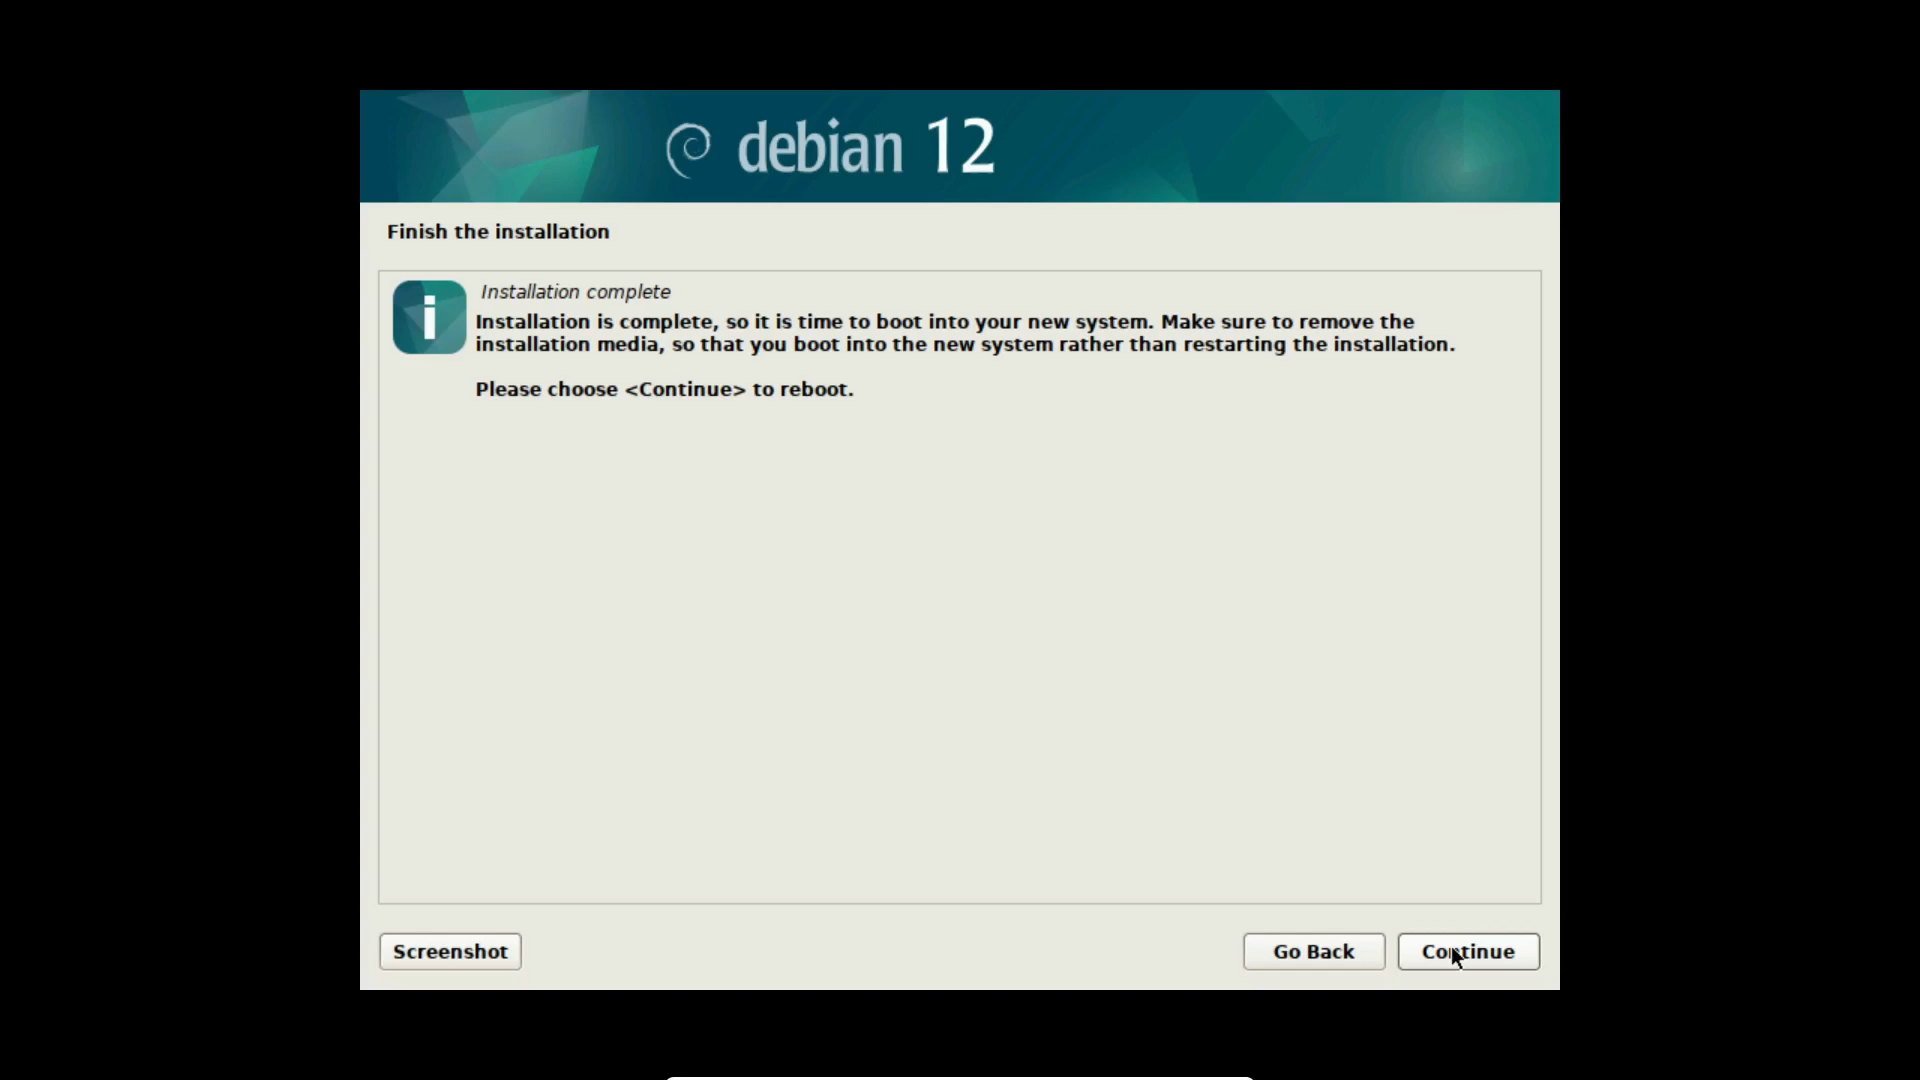 debian 12
Finish the installation
Installation complete
Installation is complete, so it is time to boot into your new system. Make sure to remove the
installation media, so that you boot into the new system rather than restarting the installation.
Please choose <Continue> to reboot.
Screenshot
Go Back
Continue